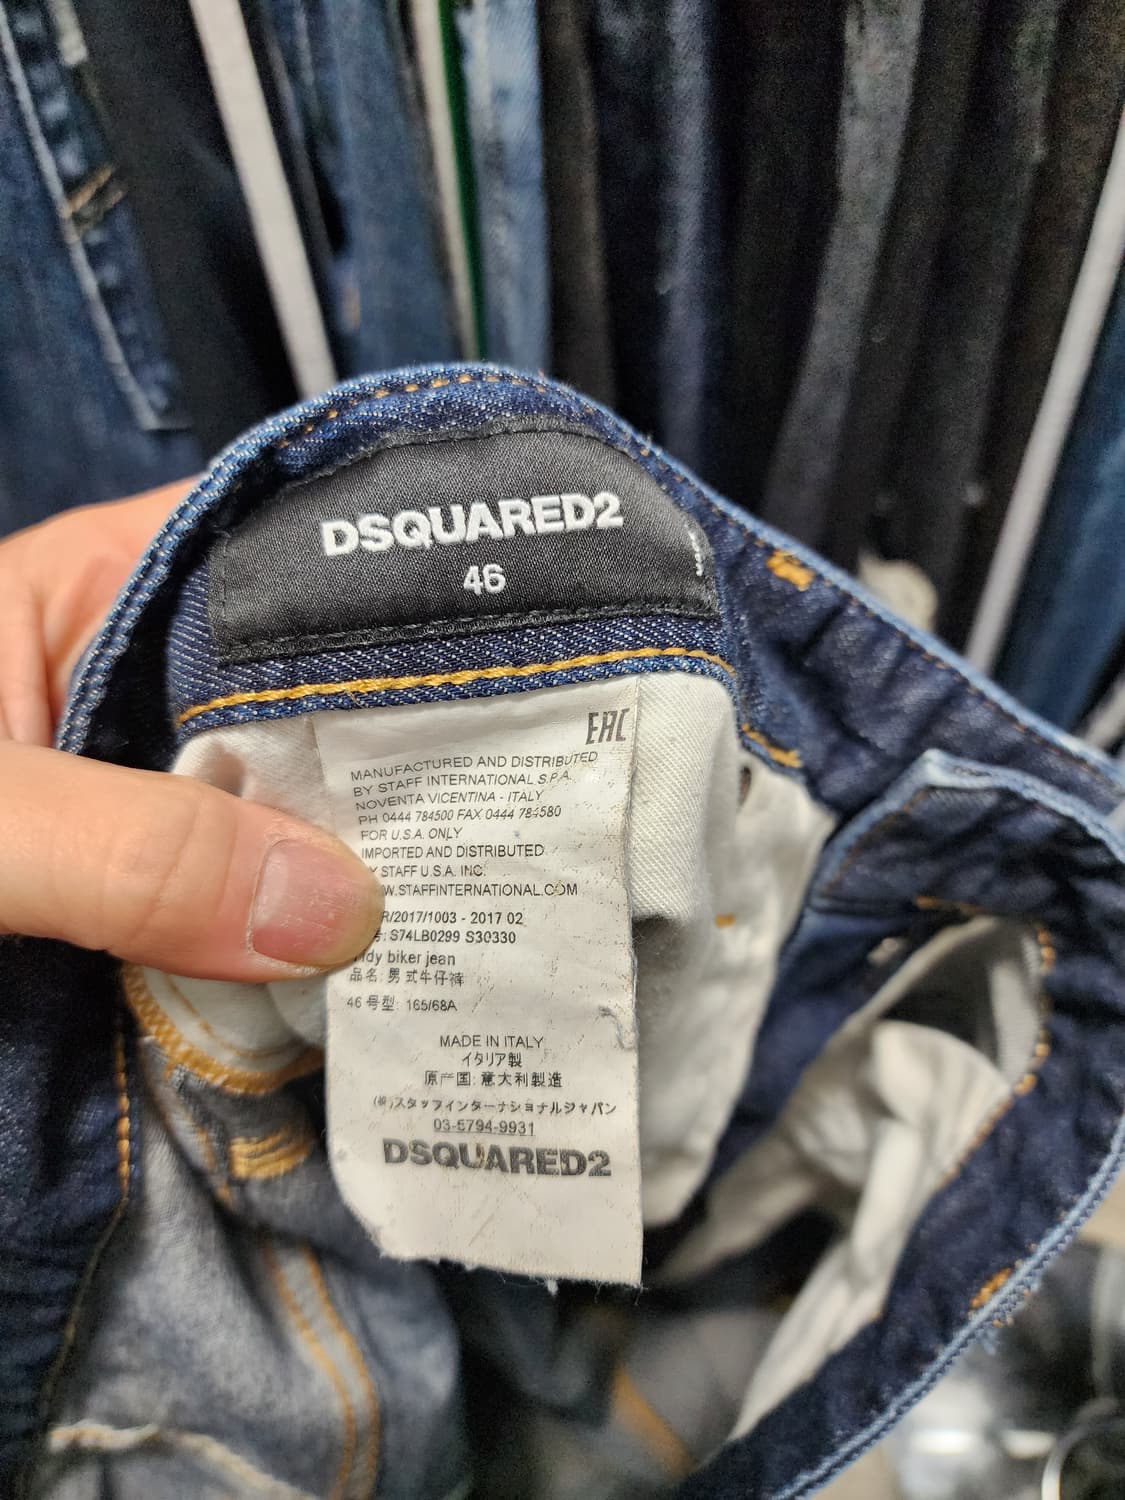 DSQUARED2
46
EAC
MANUFACTURED AND DISTRIBUTED
BY STAFF INTERNATIONAL S.P.A.
NOVENTA VICENTINA - ITALY
PH 0444 784500 FAX 0444 784580
FOR U.S.A. ONLY
IMPORTED AND DISTRIBUTED
STAFF U.S.A. INC.
W.STAFFINTERNATIONAL.COM
R/2017/1003 - 2017 02
: S74LB0299 S30330
biker jean
品名: 男式牛仔裤
46 号型: 165/68A
MADE IN ITALY
イタリア製
原产国: 意大利製造
(株)スタッフインターナショナルジャパン
03-5794-9931
DSQUARED2